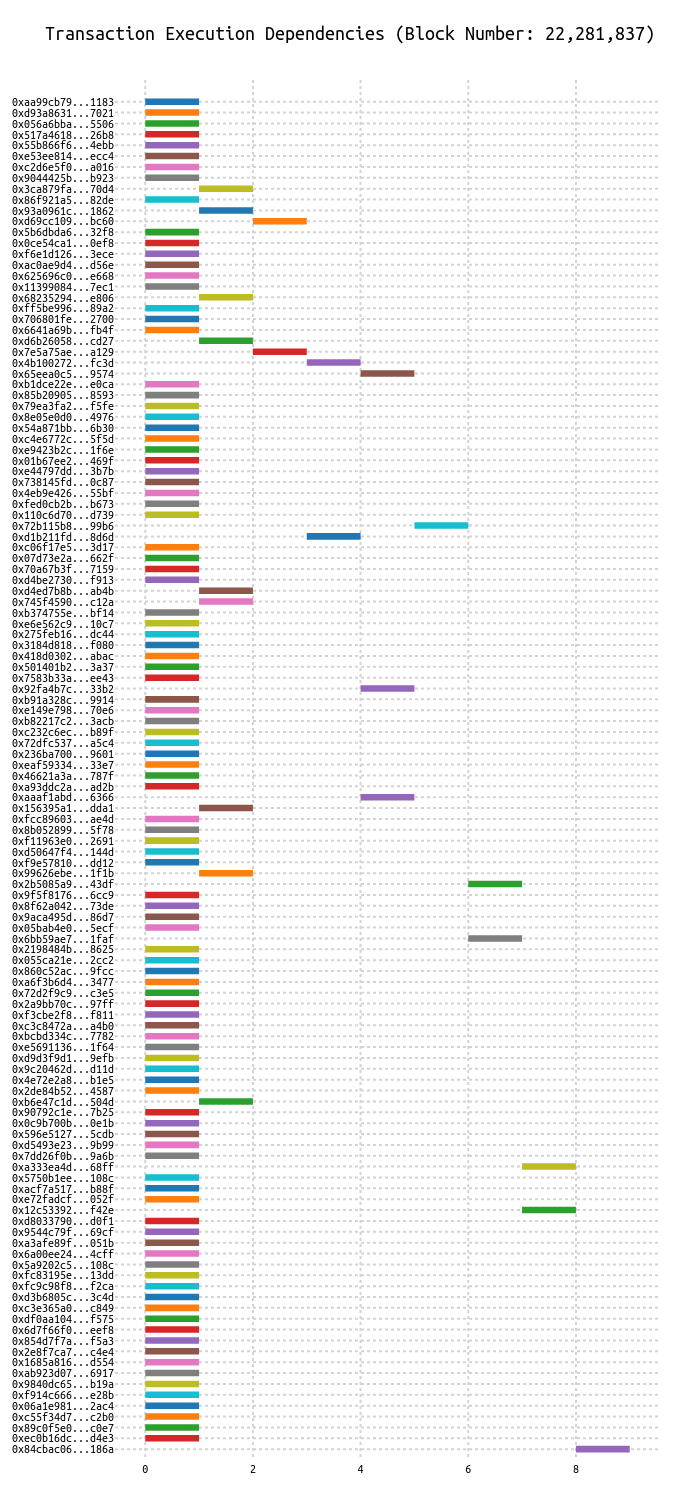 Transaction Execution Dependencies (Block Number: 22,281,837)
0xaa99cb79...1183
0xd93a8631...7021
0x056a6bba...5506
0x517a4618...26b8
0x55b866f6...4ebb
0xe53ee814...ecc4
0xc2d6e5f0...a016
0x9044425b...b923
0x3ca879fa...70d4
0x86f921a5...82de
0x93a0961c...1862
0xd69cc109...bc60
0x5b6dbda6...32f8
0x0ce54ca1...0ef8
0xf6e1d126...3ece
0xac0ae9d4...d56e
0x625696c0...e668
0x11399084...7ec1
0x68235294...e806
0xff5be996...89a2
0x706801fe...2700
0x6641a69b...fb4f
0xd6b26058...cd27
0x7e5a75ae...a129
0x4b100272...fc3d
0x65eea0c5...9574
0xb1dce22e...e0ca
0x85b20905...8593
0x79ea3fa2...f5fe
0x8e05e0d0...4976
0x54a871bb...6b30
0xc4e6772c...5f5d
0xe9423b2c...1f6e
0x01b67ee2...469f
0xe44797dd...3b7b
0x738145fd...0c87
0x4eb9e426...55bf
0xfed0cb2b...b673
0x110c6d70...d739
0x72b115b8...99b6
0xd1b211fd...8d6d
0xc06f17e5...3d17
0x07d73e2a...662f
0x70a67b3f...7159
0xd4be2730...f913
0xd4ed7b8b...ab4b
0x745f4590...c12a
0xb374755e...bf14
0xe6e562c9...10c7
0x275feb16...dc44
0x3184d818...f080
0x418d0302...abac
0x501401b2...3a37
0x7583b33a...ee43
0x92fa4b7c...33b2
0xb91a328c...9914
0xe149e798...70e6
0xb82217c2...3acb
0xc232c6ec...b89f
0x72dfc537...a5c4
0x236ba700...9601
0xeaf59334...33e7
0x46621a3a...787f
0xa93ddc2a...ad2b
0xaaaf1abd...6366
0x156395a1...dda1
0xfcc89603...ae4d
0x8b052899...5f78
0xf11963e0...2691
0xd50647f4...144d
0xf9e57810...dd12
0x99626ebe...1f1b
0x2b5085a9...43df
0x9f5f8176...6cc9
0x8f62a042...73de
0x9aca495d...86d7
0x05bab4e0...5ecf
0x6bb59ae7...1faf
0x2198484b...8625
0x055ca21e...2cc2
0x860c52ac...9fcc
0xa6f3b6d4...3477
0x72d2f9c9...c3e5
0x2a9bb70c...97ff
0xf3cbe2f8...f811
0xc3c8472a...a4b0
0xbcbd334c...7782
0xe5691136...1f64
0xd9d3f9d1...9efb
0x9c20462d...d11d
0x4e72e2a8...b1e5
0x2de84b52...4587
0xb6e47c1d...504d
0x90792c1e...7b25
0x0c9b700b...0e1b
0x596e5127...5cdb
0xd5493e23...9b99
0x7dd26f0b...9a6b
0xa333ea4d...68ff
0x5750b1ee...108c
0xacf7a517...b88f
0xe72fadcf...052f
0x12c53392...f42e
0xd8033790...d0f1
0x9544c79f...69cf
0xa3afe89f...051b
0x6a00ee24...4cff
0x5a9202c5...108c
0xfc83195e...13dd
0xfc9c98f8...f2ca
0xd3b6805c...3c4d
0xc3e365a0...c849
0xdf0aa104...f575
0x6d7f66f0...eef8
0x854d7f7a...f5a3
0x2e8f7ca7...c4e4
0x1685a816...d554
0xab923d07...6917
0x9840dc65...b19a
0xf914c666...e28b
0x06a1e981...2ac4
0xc55f34d7...c2b0
0x89c0f5e0...c0e7
0xec0b16dc...d4e3
0x84cbac06...186a
0 2 4 6 8